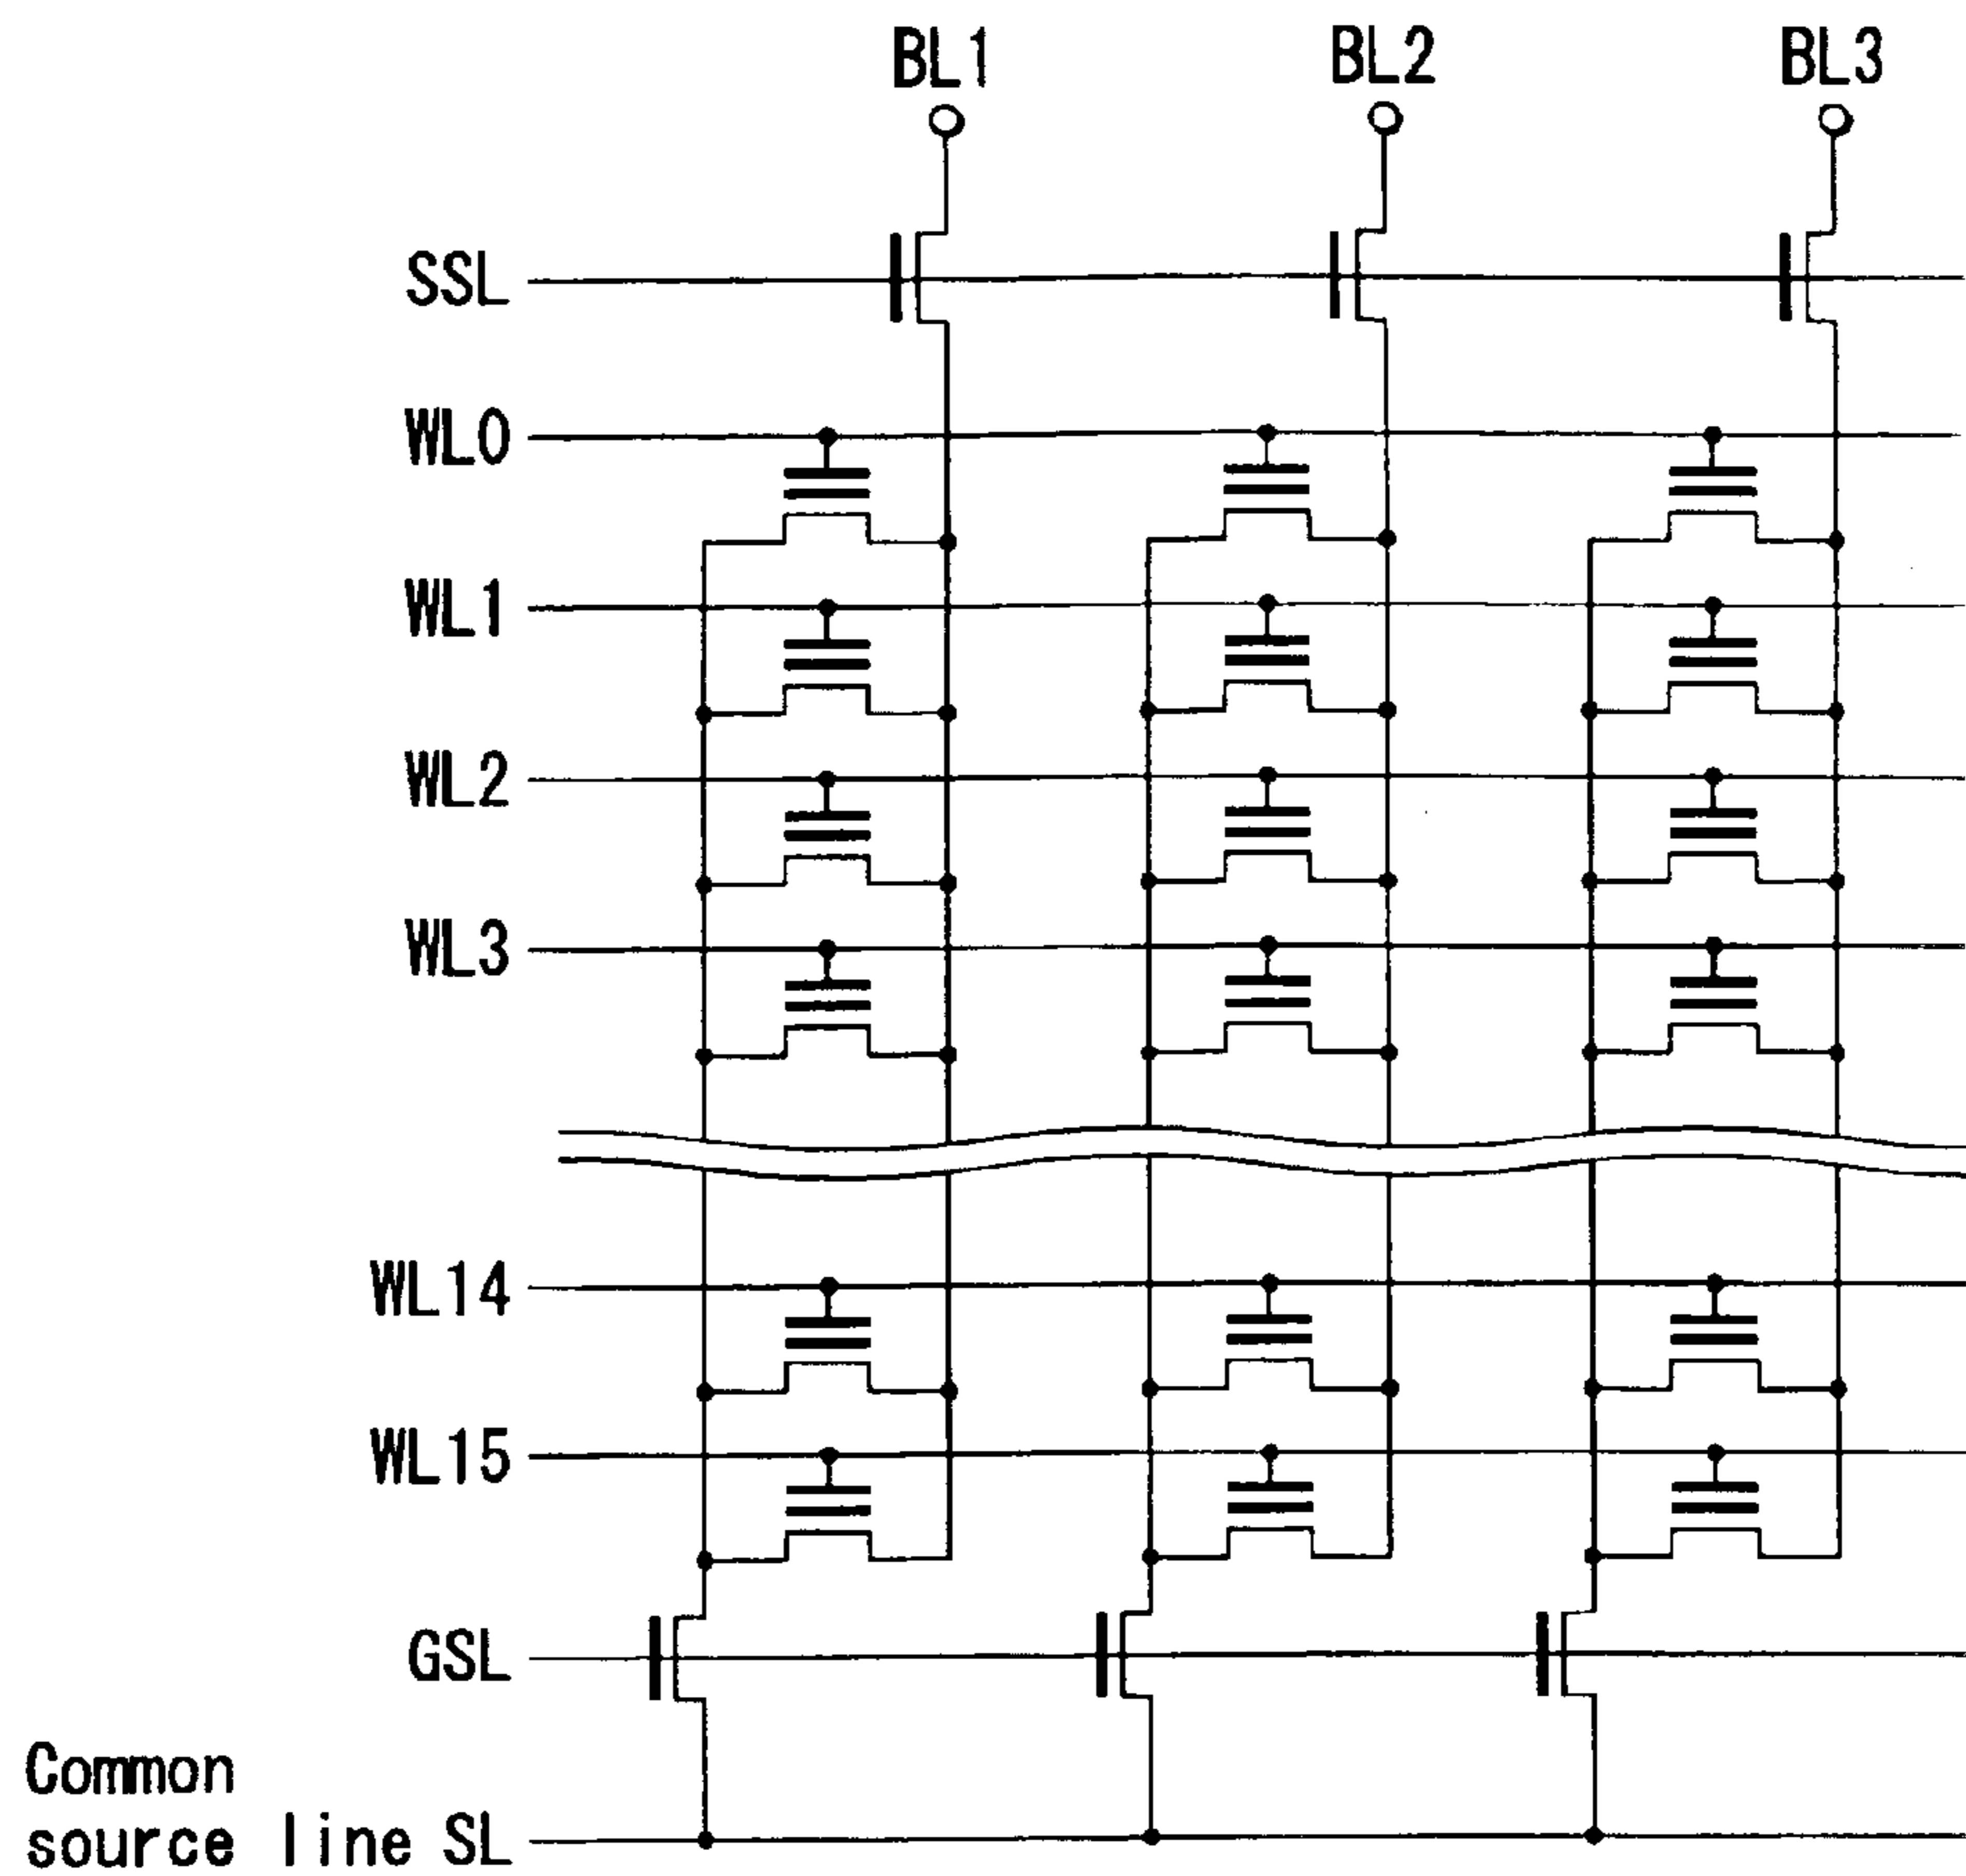 BL1 BL2 BL3
SSL
WL0
WL1
WL2
WL3
WL14
WL15
GSL
Common
source line SL